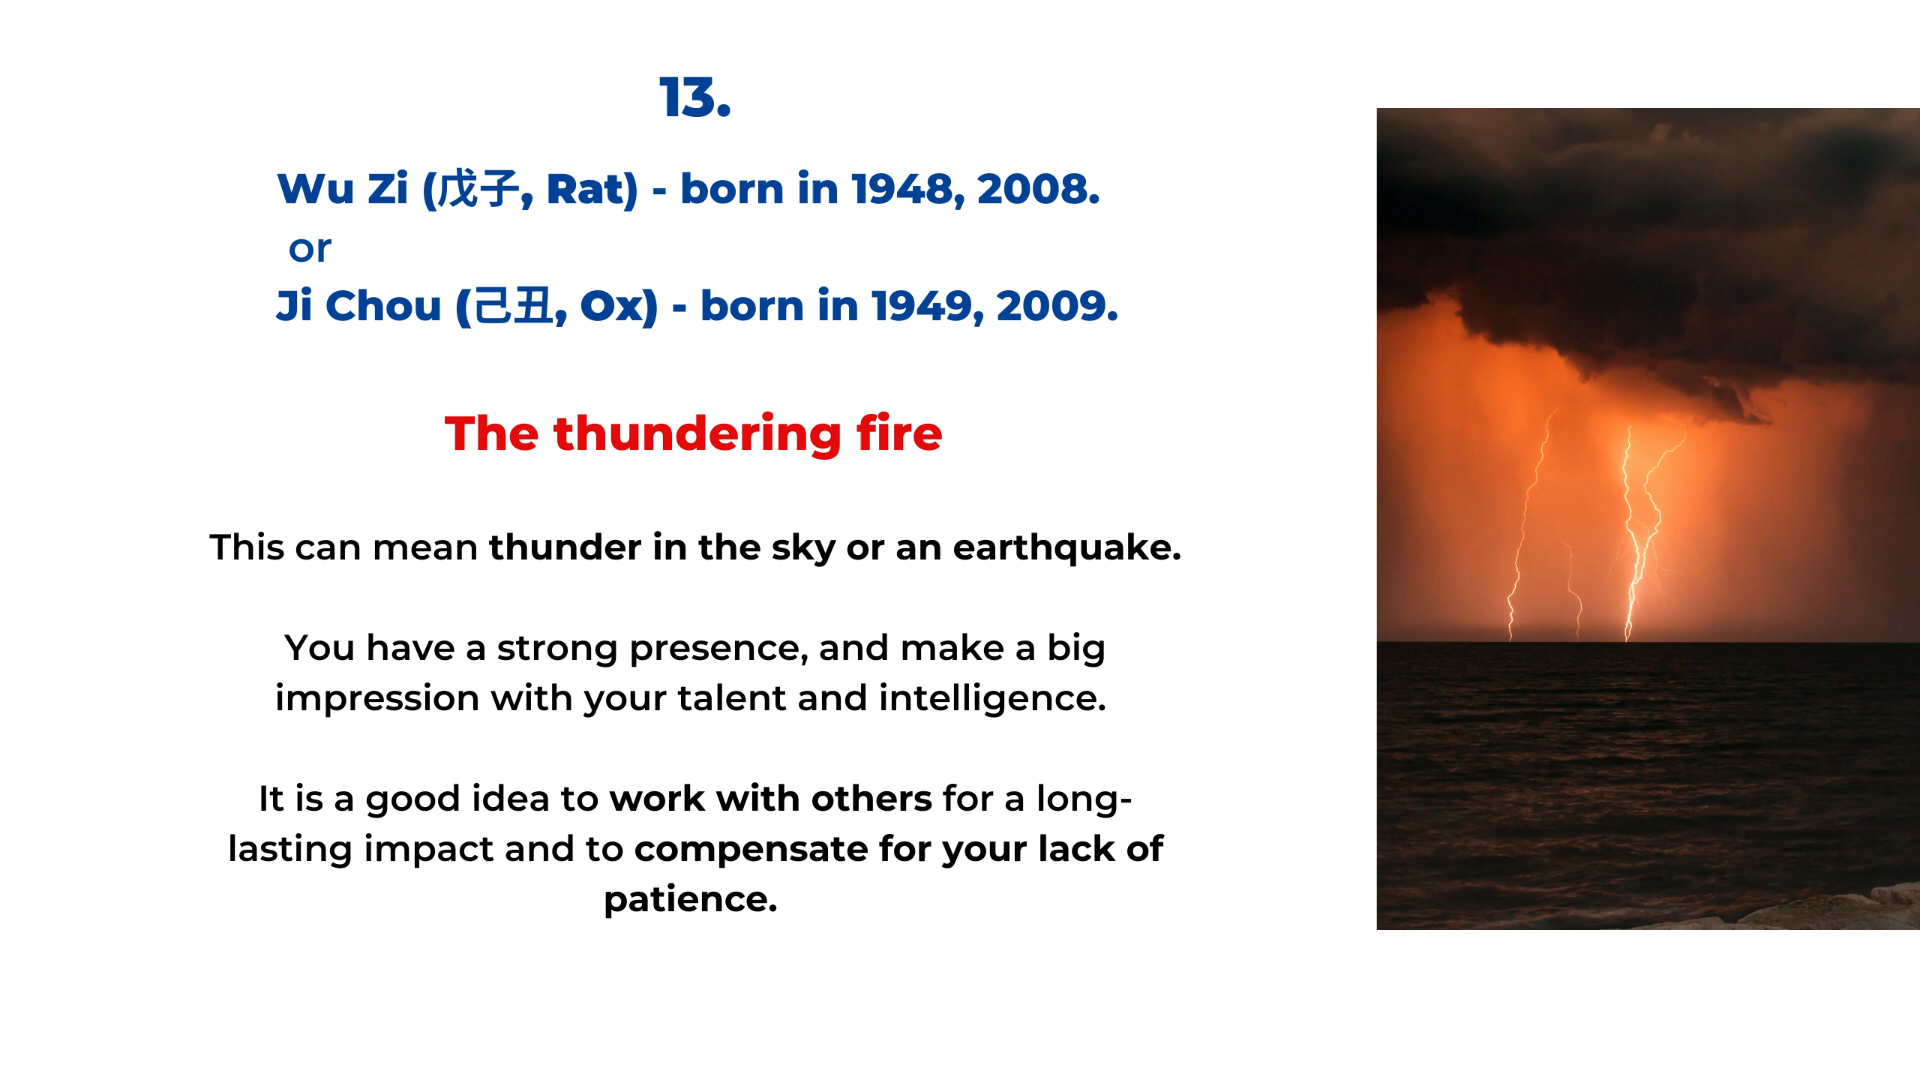 13.
Wu Zi (戊子, Rat) - born in 1948, 2008.
or
Ji Chou (己丑, Ox) - born in 1949, 2009.
The thundering fire
This can mean thunder in the sky or an earthquake.
You have a strong presence, and make a big
impression with your talent and intelligence.
It is a good idea to work with others for a long-
lasting impact and to compensate for your lack of
patience.